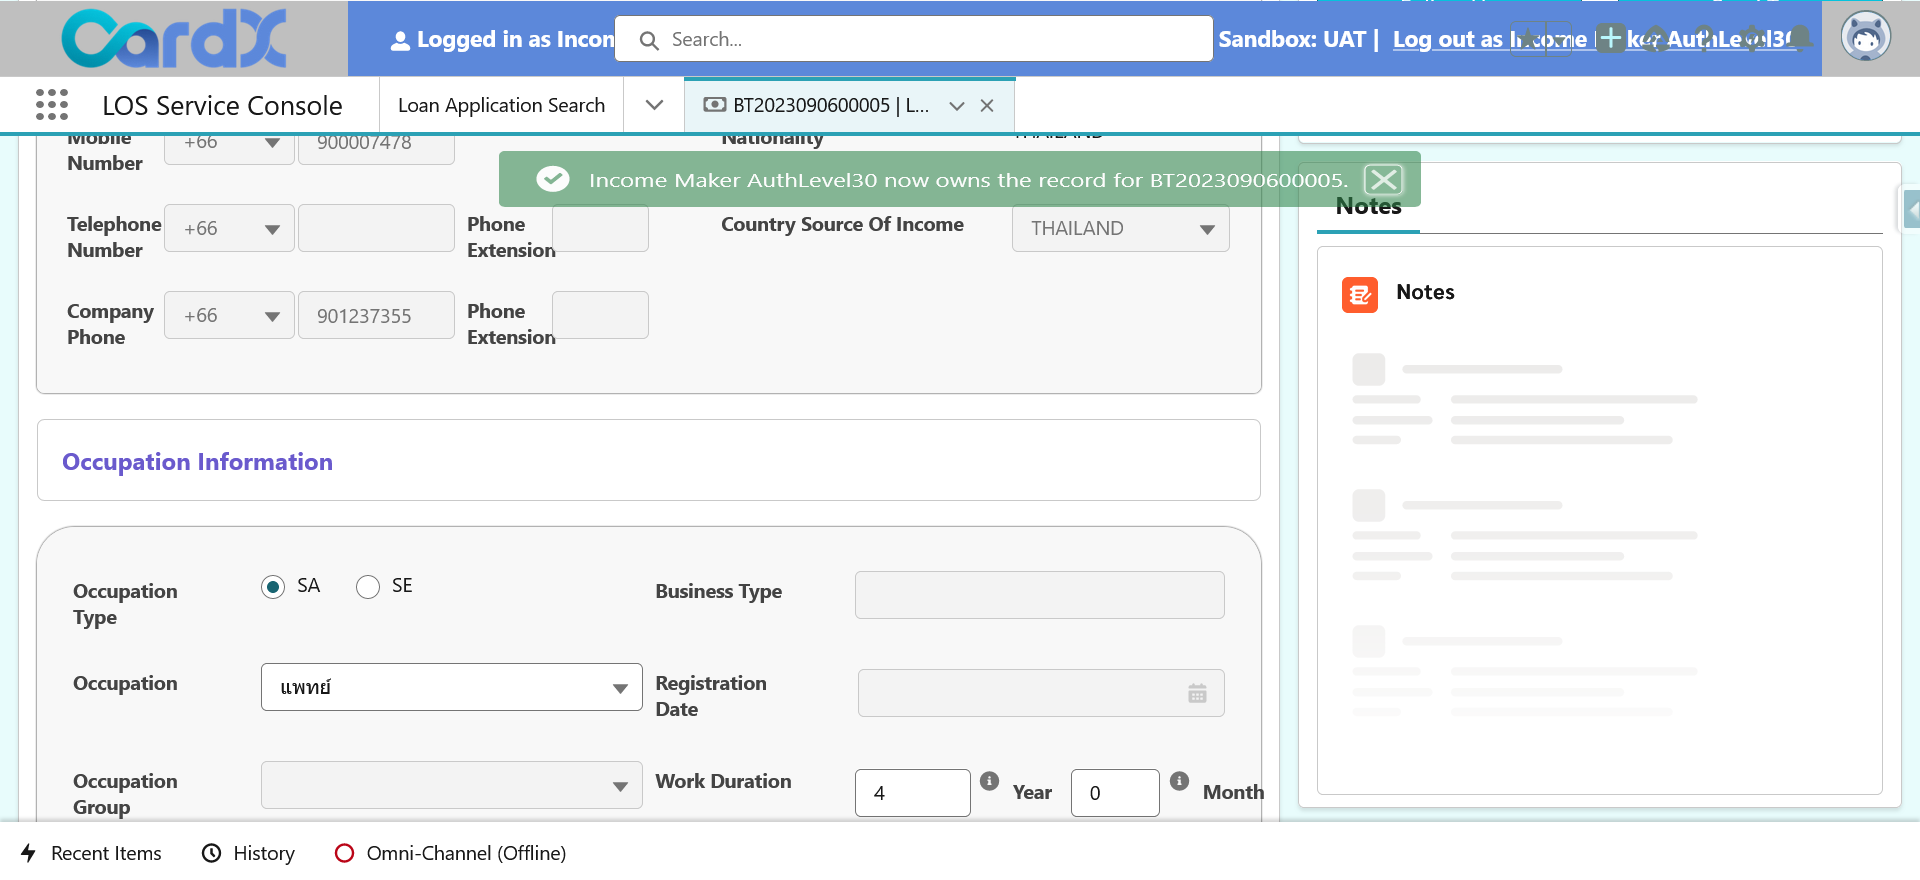 CardX
Logged in as Incom
Search...
Sandbox: UAT |
Log out as Income
ker AuthLevel30
LOS Service Console
Loan Application Search
BT2023090600005 | L...
Mobile Number
+66
900007478
Nationality
THAILAND
Income Maker AuthLevel30 now owns the record for BT2023090600005.
Telephone Number
+66
Phone Extension
Country Source Of Income
THAILAND
Company Phone
+66
901237355
Phone Extension
Occupation Information
Occupation Type
SA
SE
Business Type
Occupation
แพทย์
Registration Date
Occupation Group
Work Duration
4
Year
0
Month
Notes
Notes
Recent Items
History
Omni-Channel (Offline)